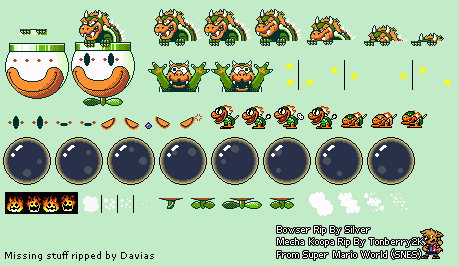 Bowser Rip By Silver
Mecha Koopa Rip By Tonberry2K
From Super Mario World (SNES)
Missing stuff ripped by Davias